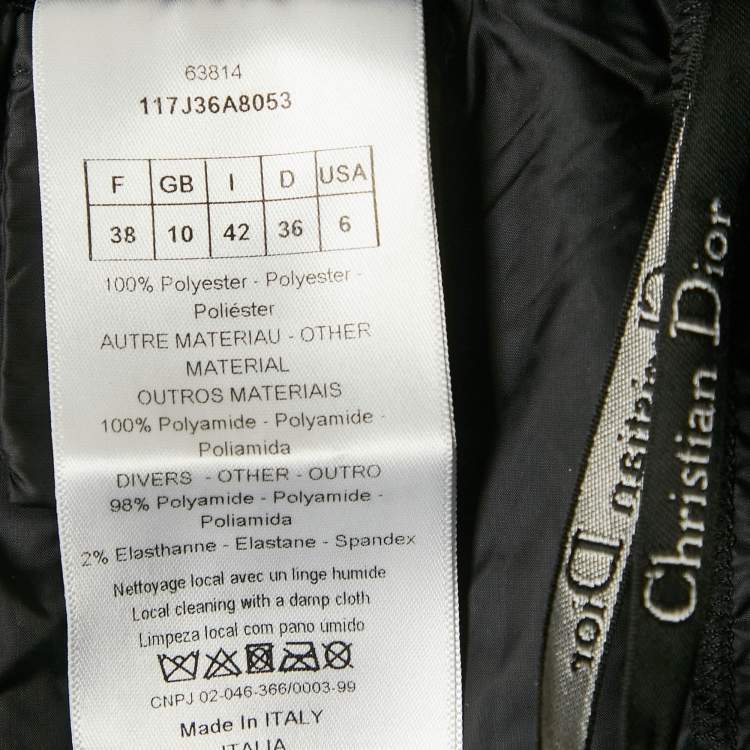 63814
117J36A8053
F GB I D USA
38 10 42 36 6
100% Polyester - Polyester -
Poliéster
AUTRE MATERIAU - OTHER
MATERIAL
OUTROS MATERIAIS
100% Polyamide - Polyamide -
Poliamida
DIVERS - OTHER - OUTRO
98% Polyamide - Polyamide -
Poliamida
2% Elasthanne - Elastane - Spandex
Nettoyage local avec un linge humide
Local cleaning with a damp cloth
Limpeza local com pano umido
CNPJ 02-046-366/0003-99
Made In ITALY
ITALIA
Christian Dior
Christian Dior